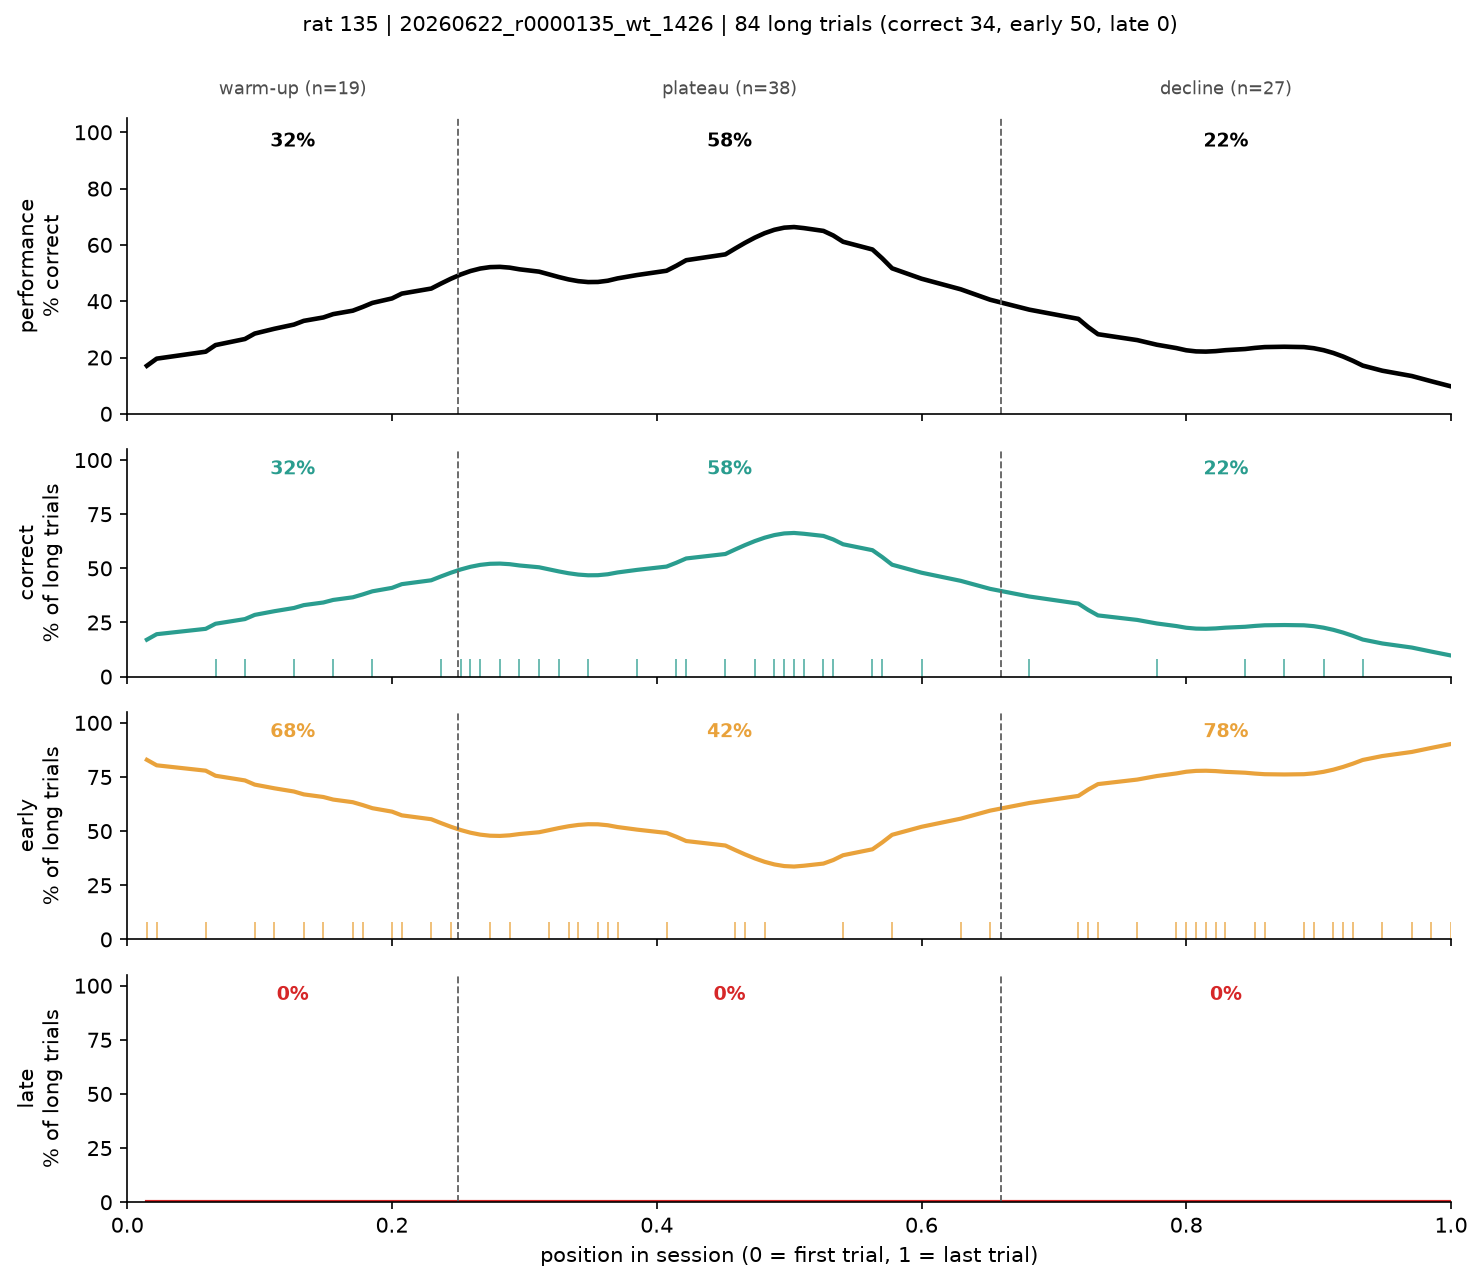 rat 135 | 20260622_r0000135_wt_1426 | 84 long trials (correct 34, early 50, late 0)
warm-up (n=19) plateau (n=38) decline (n=27)
performance
% correct
100
80
60
40
20
0
32% 58% 22%
correct
% of long trials
100
75
50
25
0
32% 58% 22%
early
% of long trials
100
75
50
25
0
68% 42% 78%
late
% of long trials
100
75
50
25
0
0% 0% 0%
0.0 0.2 0.4 0.6 0.8 1.0
position in session (0 = first trial, 1 = last trial)